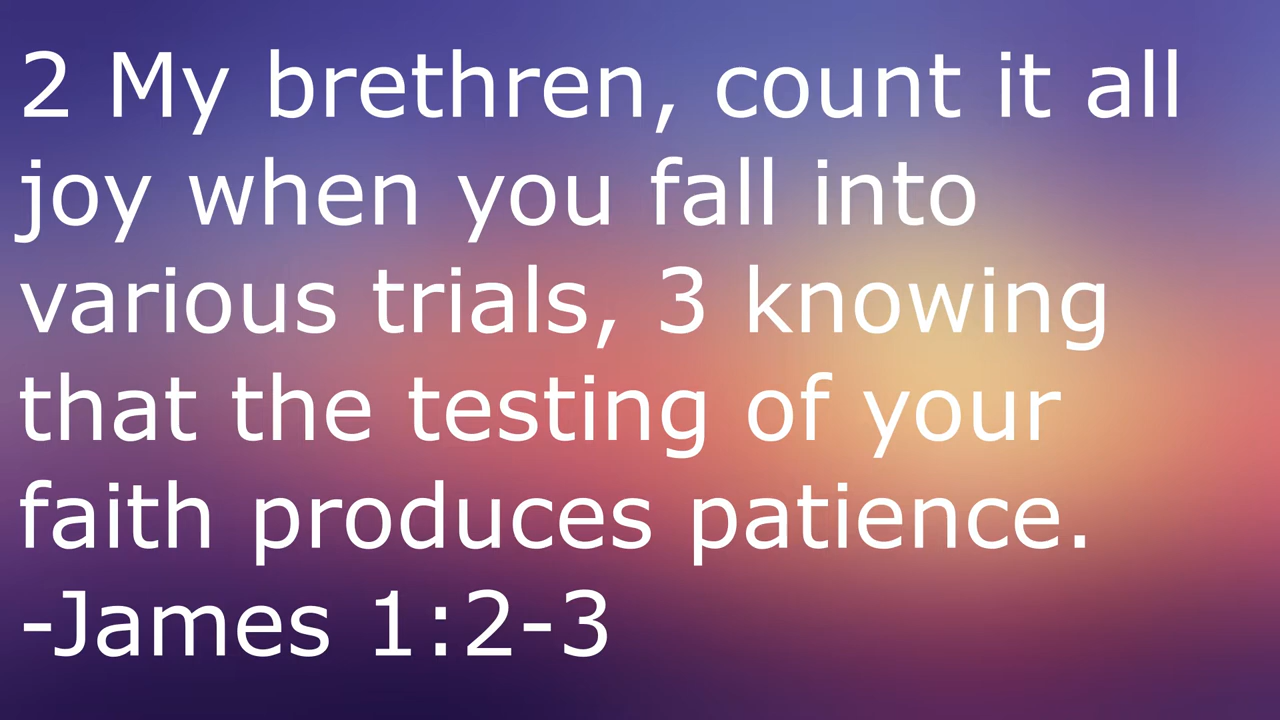 2 My brethren, count it all
joy when you fall into
various trials, 3 knowing
that the testing of your
faith produces patience.
-James 1:2-3